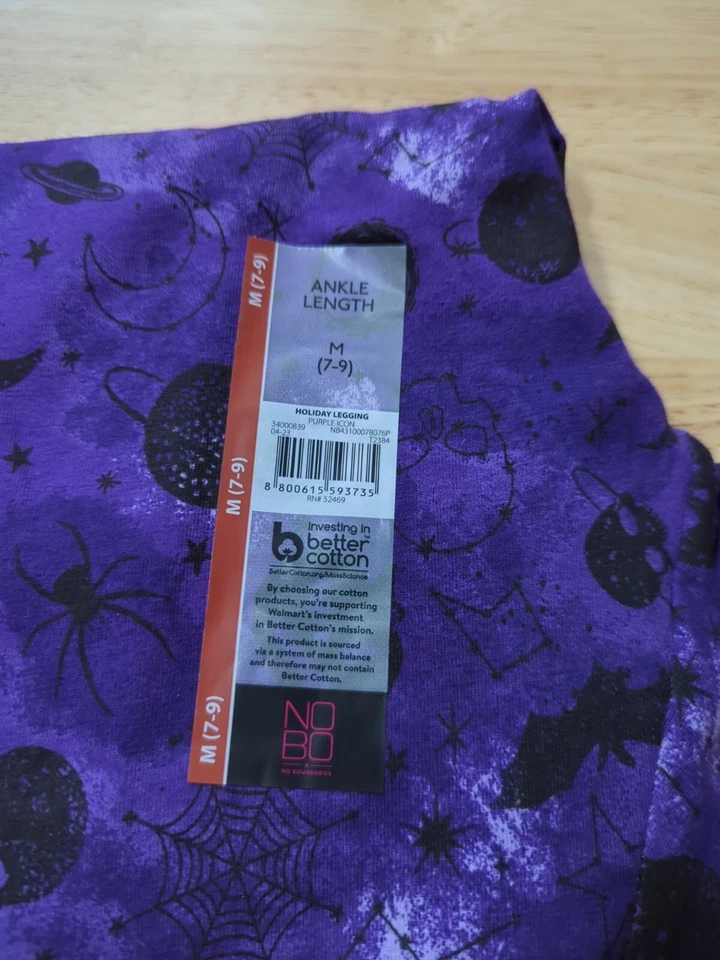 M (7-9)
ANKLE
LENGTH
M
(7-9)
HOLIDAY LEGGING
PURPLE ICON
34000839
NB43100078076P
04-23
T2384
8 800615 593735
RN# 52469
M (7-9)
investing in
b better
cotton™
BetterCotton.org/MassBalance
By choosing our cotton
products, you're supporting
Walmart's investment
in Better Cotton's mission.
This product is sourced
via a system of mass balance
and therefore may not contain
Better Cotton.
M (7-9)
NO
BO
NO BOUNDARIES